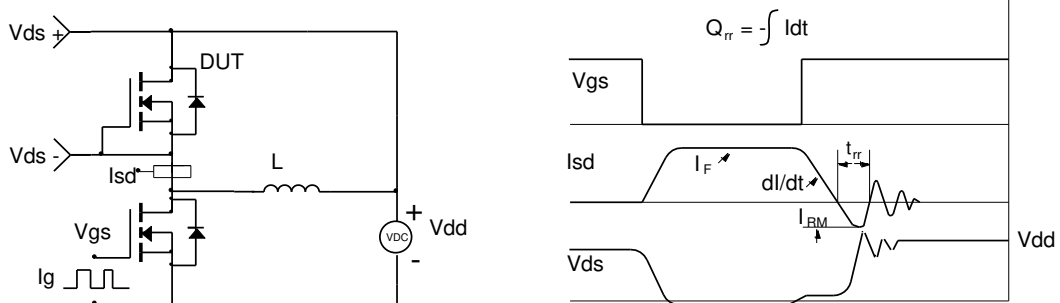 Vds +
DUT
Vds -
Isd
L
Vgs
Ig
+
VDC
-
Vdd
Qrr = -∫ Idt
Vgs
Isd
IF
dI/dt
trr
IRM
Vds
Vdd